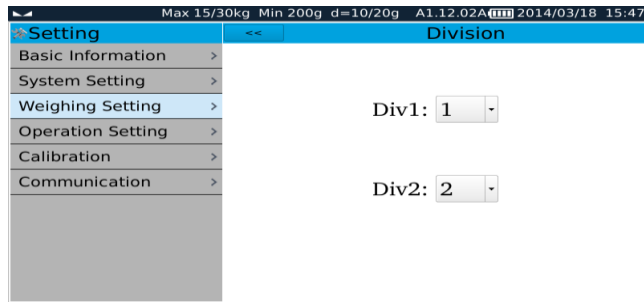 Max 15/30kg Min 200g d=10/20g A1.12.02A 2014/03/18 15:47
Setting
<< Division
Basic Information >
System Setting >
Weighing Setting >
Operation Setting >
Calibration >
Communication >
Div1: 1
Div2: 2